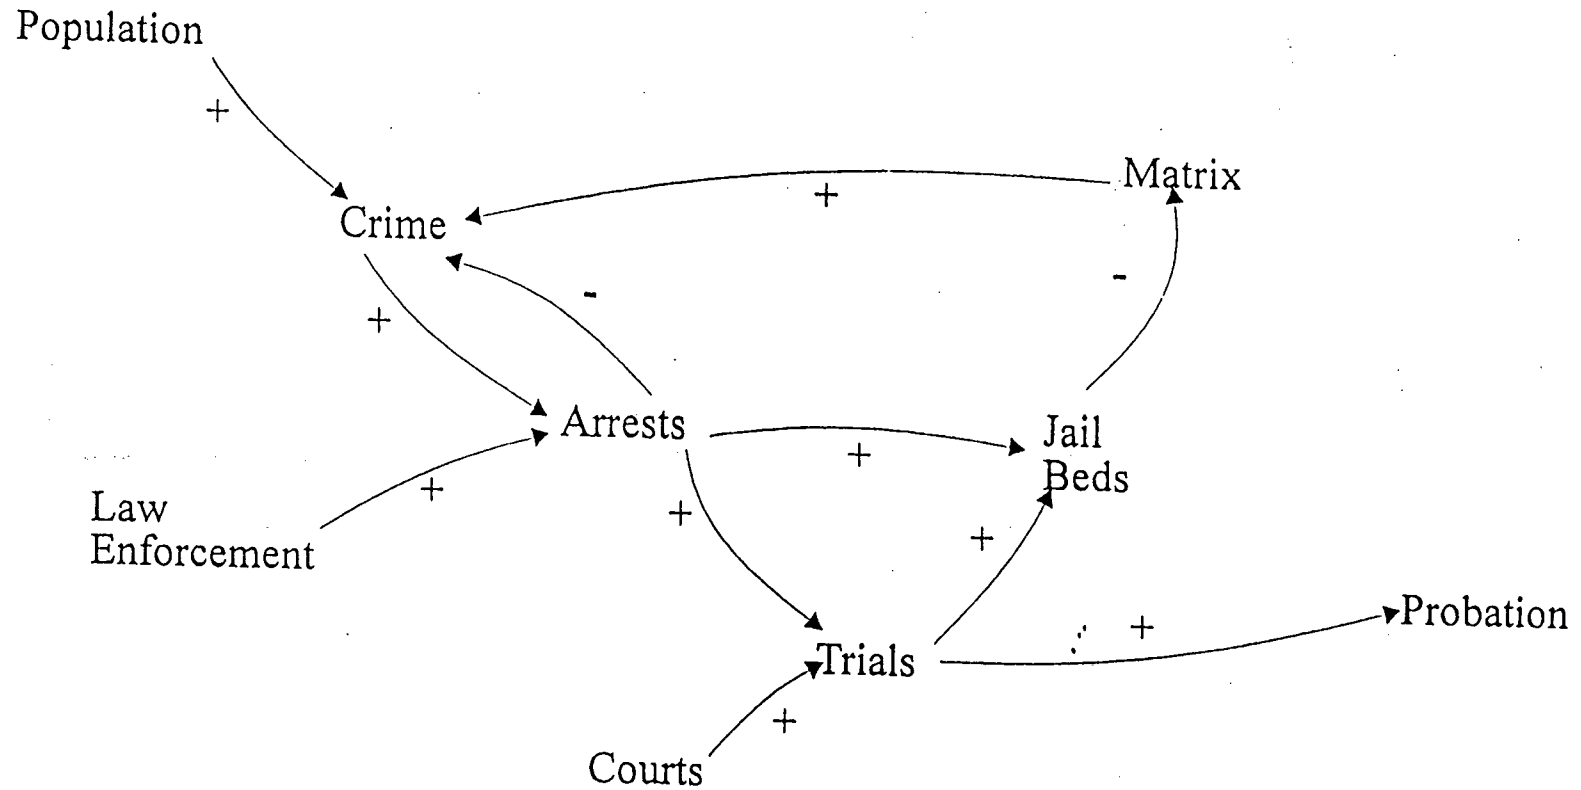 Population
+
Matrix
+
Crime
-
-
+
Arrests
Jail
Beds
+
+
Law
Enforcement
+
+
Probation
+
Trials
+
Courts